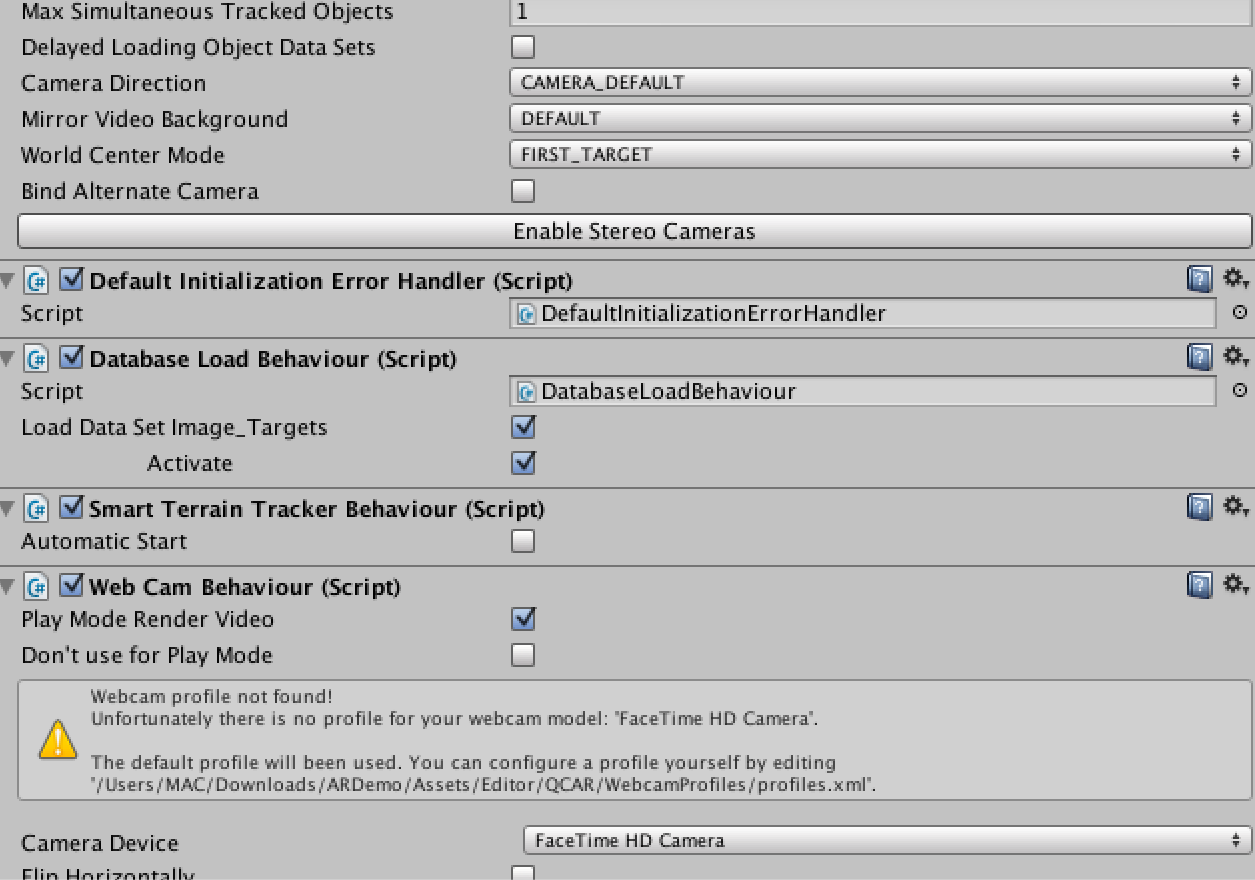 Max Simultaneous Tracked Objects 1
Delayed Loading Object Data Sets
Camera Direction CAMERA_DEFAULT
Mirror Video Background DEFAULT
World Center Mode FIRST_TARGET
Bind Alternate Camera
Enable Stereo Cameras
Default Initialization Error Handler (Script)
Script DefaultInitializationErrorHandler
Database Load Behaviour (Script)
Script DatabaseLoadBehaviour
Load Data Set Image_Targets
Activate
Smart Terrain Tracker Behaviour (Script)
Automatic Start
Web Cam Behaviour (Script)
Play Mode Render Video
Don't use for Play Mode
Webcam profile not found!
Unfortunately there is no profile for your webcam model: 'FaceTime HD Camera'.
The default profile will be used. You can configure a profile yourself by editing
'/Users/MAC/Downloads/ARDemo/Assets/Editor/QCAR/WebcamProfiles/profiles.xml'.
Camera Device FaceTime HD Camera
Flip Horizontally